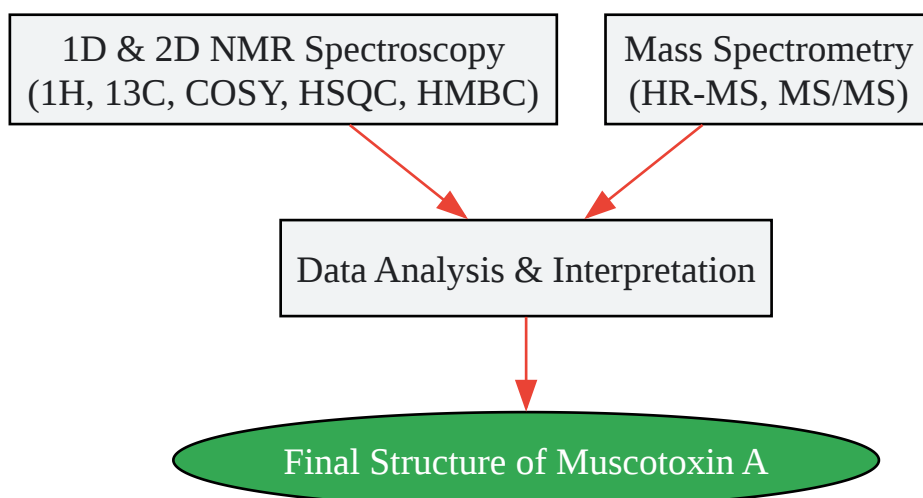 1D & 2D NMR Spectroscopy
(1H, 13C, COSY, HSQC, HMBC)
Mass Spectrometry
(HR-MS, MS/MS)
Data Analysis & Interpretation
Final Structure of Muscotoxin A